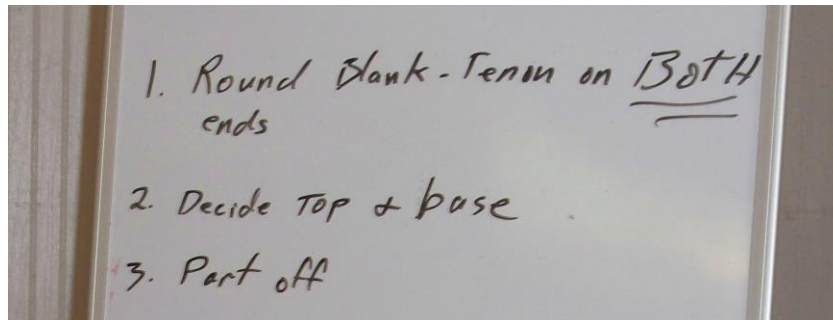 1. Round Blank - Tenon on BotH
ends
2. Decide Top & base
3. Part off